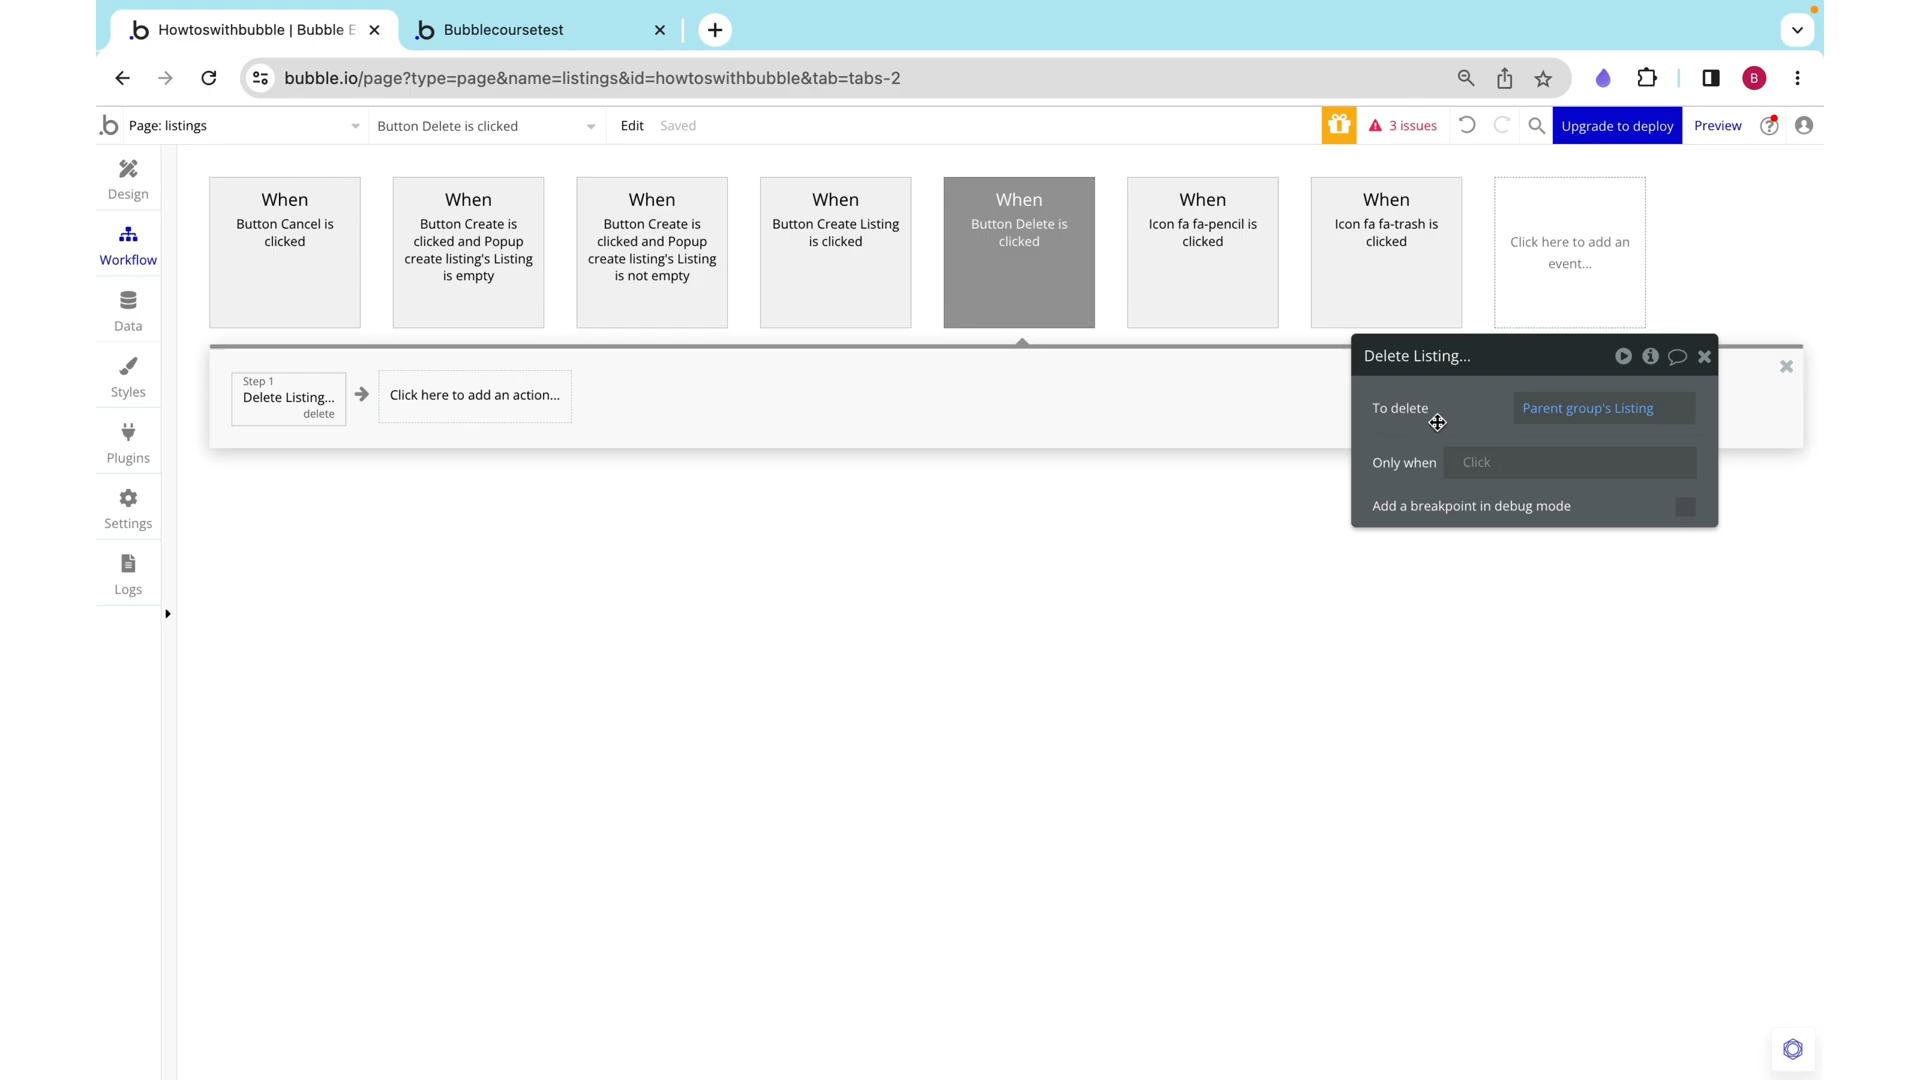 Howtoswithbubble | Bubble E
Bubblecoursetest
bubble.io/page?type=page&name=listings&id=howtoswithbubble&tab=tabs-2
B
Page: listings
Button Delete is clicked
Edit
Saved
3 issues
Upgrade to deploy
Preview
Design
Workflow
Data
Styles
Plugins
Settings
Logs
When
Button Cancel is
clicked
When
Button Create is
clicked and Popup
create listing's Listing
is empty
When
Button Create is
clicked and Popup
create listing's Listing
is not empty
When
Button Create Listing
is clicked
When
Button Delete is
clicked
When
Icon fa fa-pencil is
clicked
When
Icon fa fa-trash is
clicked
Click here to add an
event...
Step 1
Delete Listing...
delete
Click here to add an action...
Delete Listing...
To delete
Parent group's Listing
Only when
Click
Add a breakpoint in debug mode